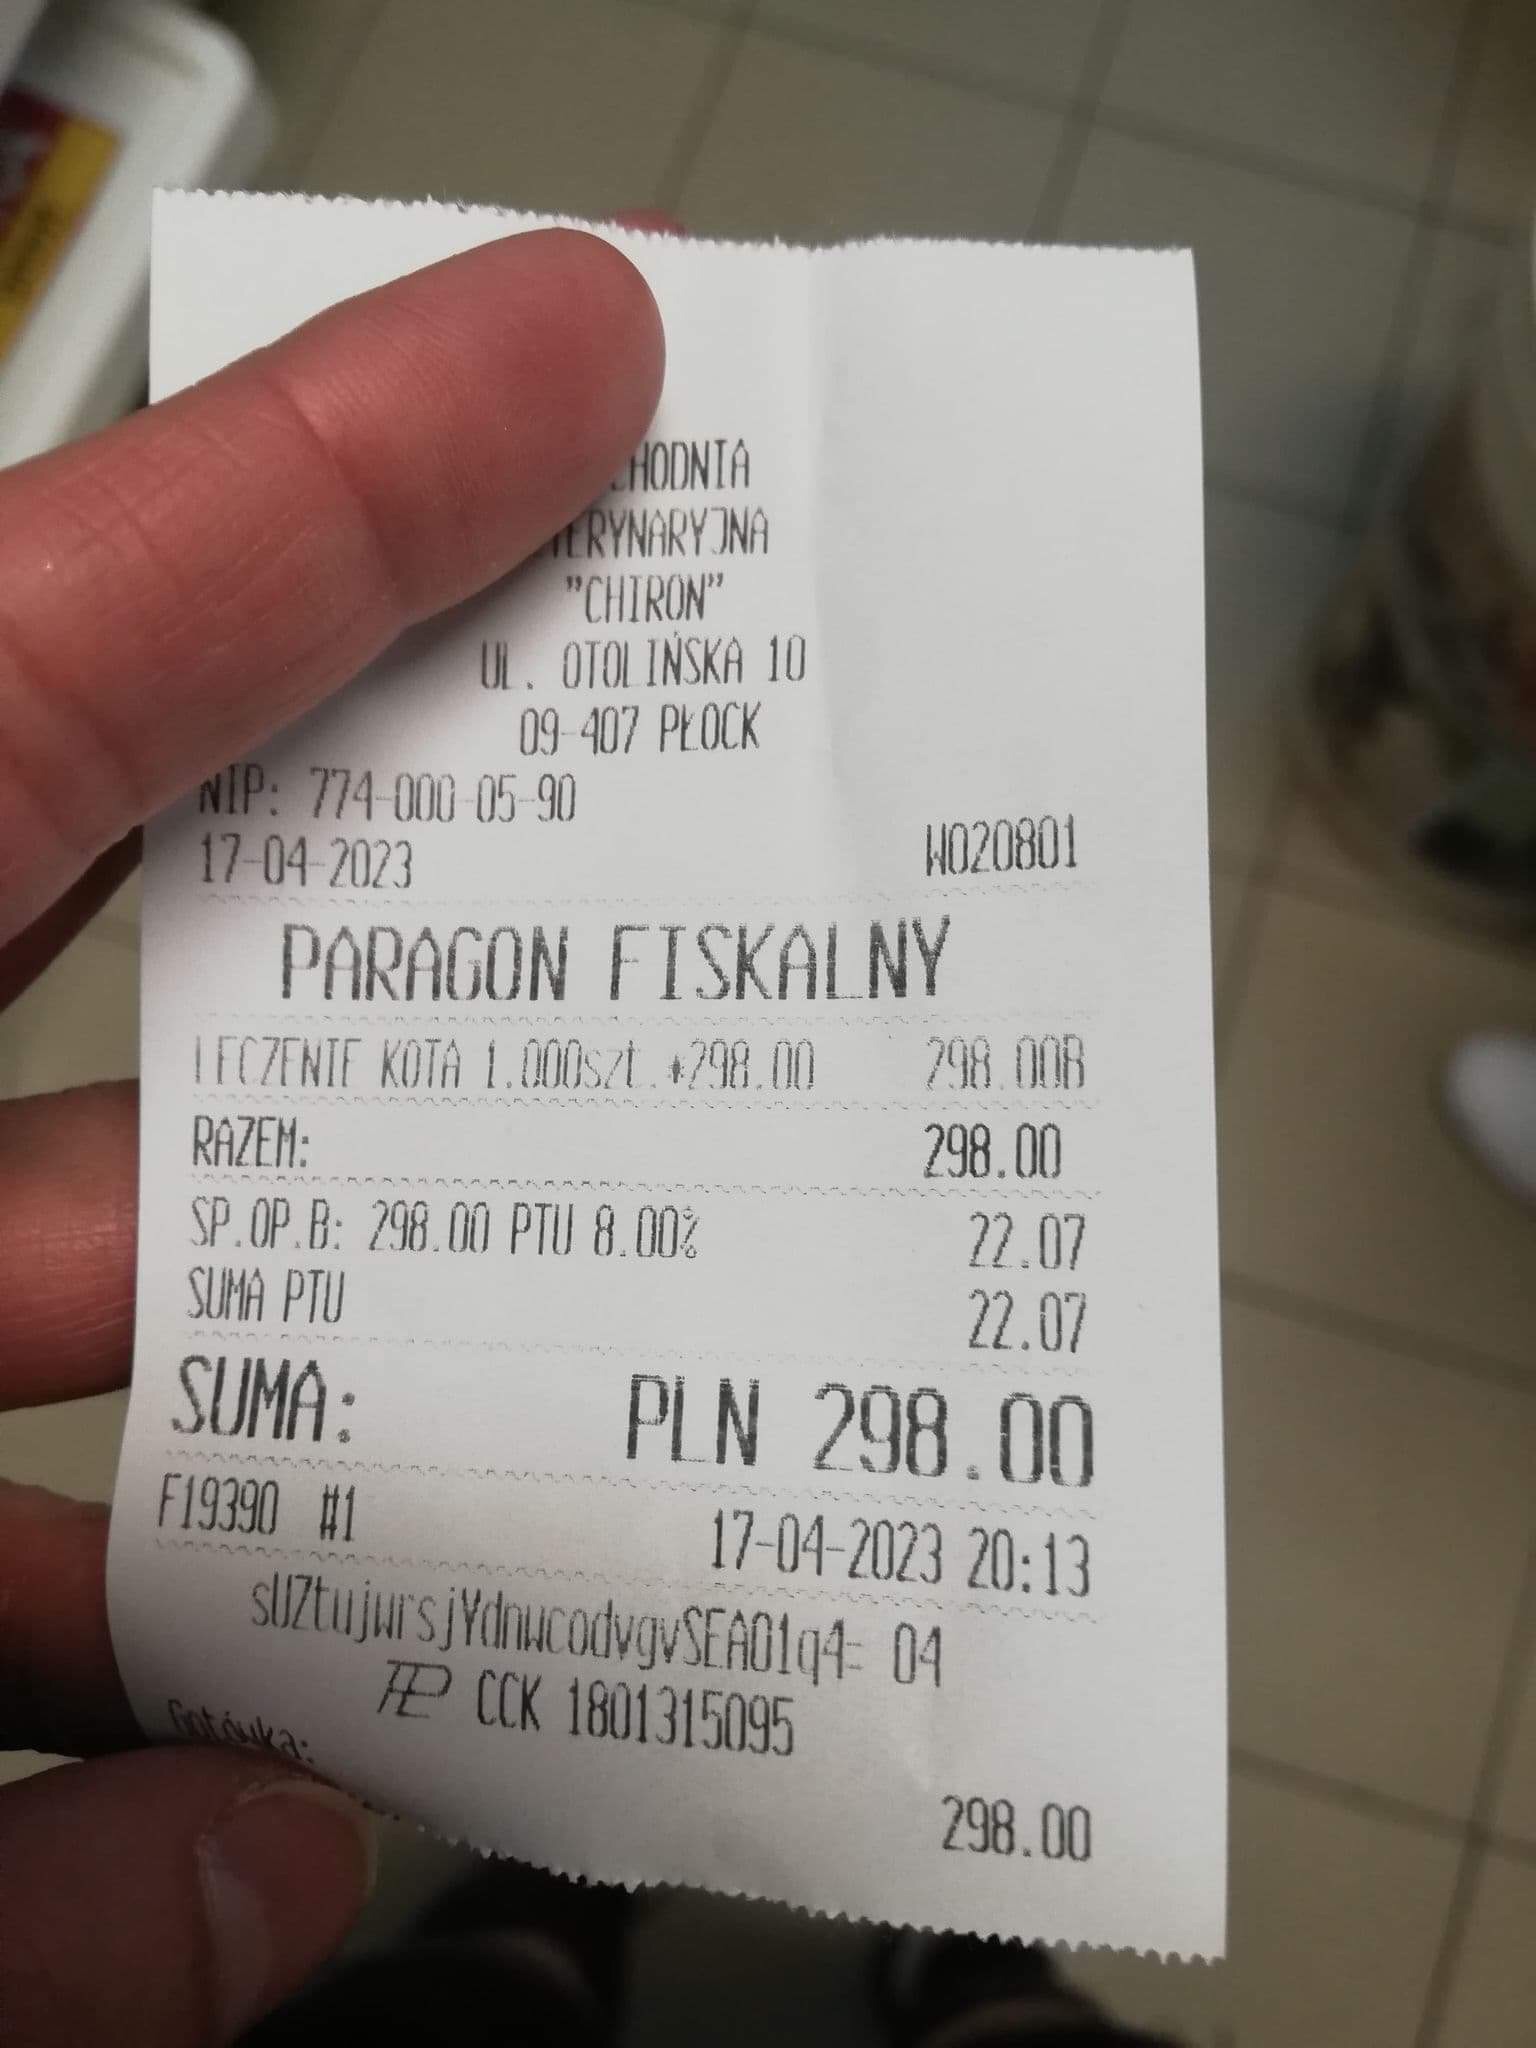 "CHIRON"
UL. OTOLIŃSKA 10
09-407 PŁOCK
NIP: 774-000-05-90
17-04-2023 W020801
PARAGON FISKALNY
LECZENIE KOTA 1.000szt.*298.00 298.00B
RAZEM: 298.00
SP.OP.B: 298.00 PTU 8.00% 22.07
SUMA PTU 22.07
SUMA: PLN 298.00
F19390 #1 17-04-2023 20:13
04
CCK 1801315095
Gotówka:
298.00